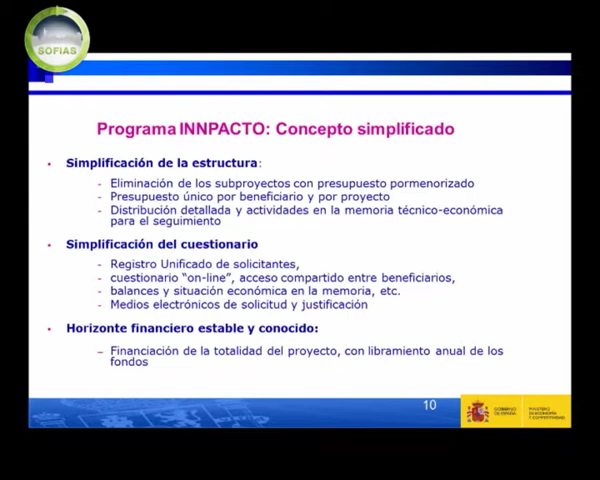 SOFIAS
Programa INNPACTO: Concepto simplificado
• Simplificación de la estructura:
- Eliminación de los subproyectos con presupuesto pormenorizado
- Presupuesto único por beneficiario y por proyecto
- Distribución detallada y actividades en la memoria técnico-económica
para el seguimiento
• Simplificación del cuestionario
- Registro Unificado de solicitantes,
- cuestionario “on-line”, acceso compartido entre beneficiarios,
- balances y situación económica en la memoria, etc.
- Medios electrónicos de solicitud y justificación
• Horizonte financiero estable y conocido:
– Financiación de la totalidad del proyecto, con libramiento anual de los
fondos
10
GOBIERNO
DE ESPAÑA
MINISTERIO
DE ECONOMÍA
Y COMPETITIVIDAD